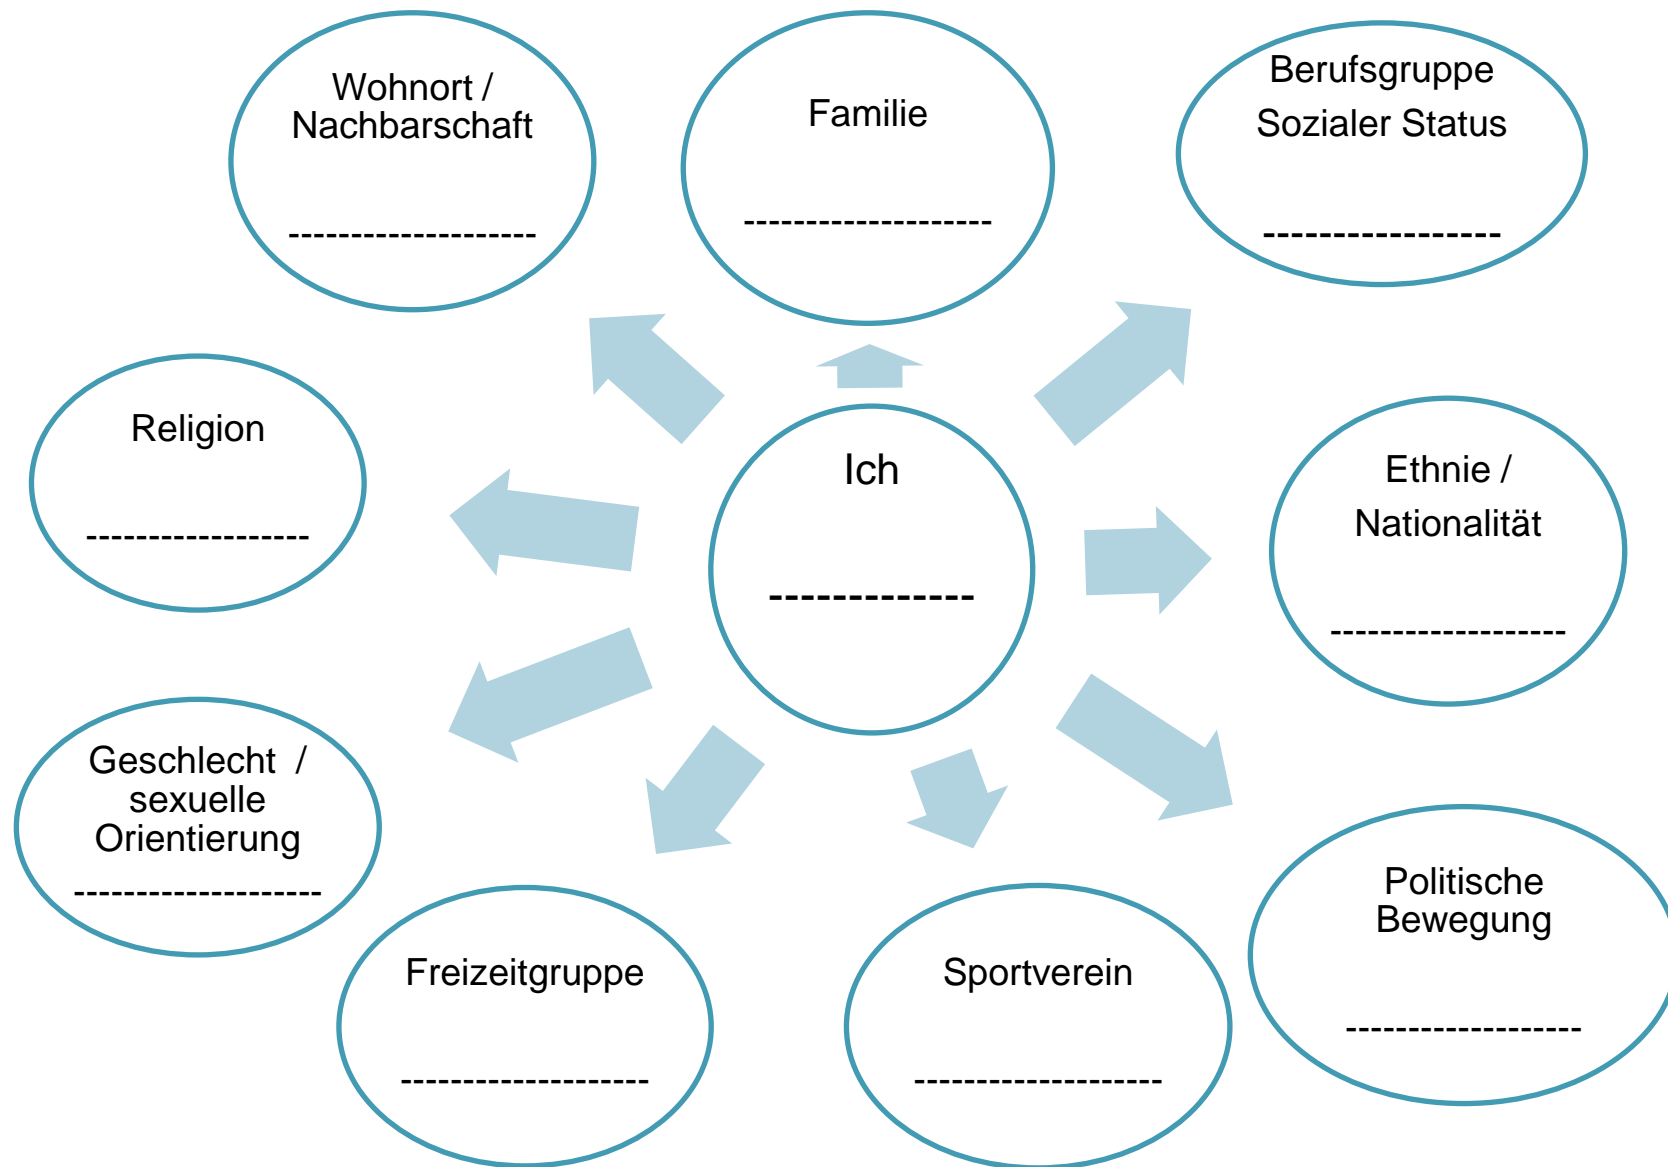 Wohnort /
Nachbarschaft
--------------------
Familie
--------------------
Berufsgruppe
Sozialer Status
-----------------
Religion
------------------
Ich
-------------
Ethnie /
Nationalität
-------------------
Geschlecht /
sexuelle
Orientierung
--------------------
Freizeitgruppe
--------------------
Sportverein
--------------------
Politische
Bewegung
-------------------